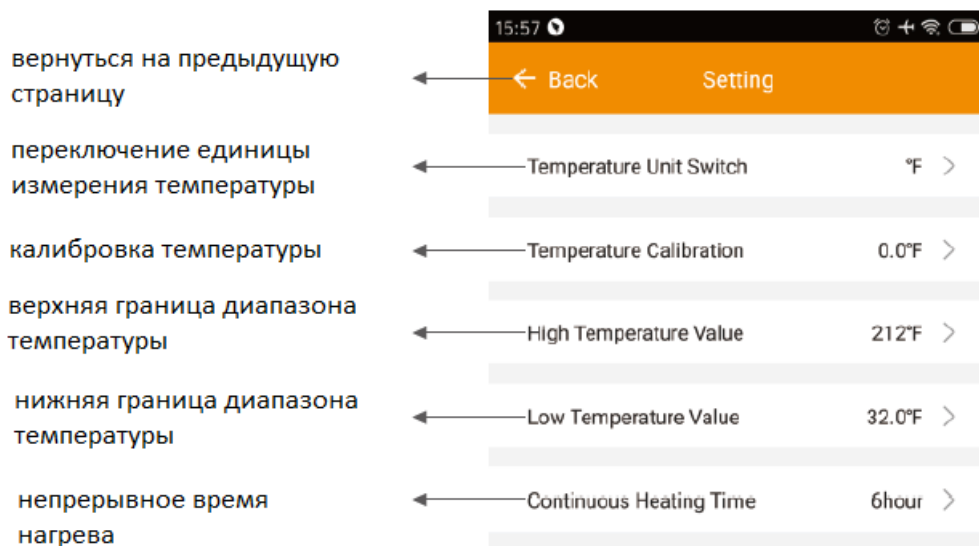 15:57
вернуться на предыдущую
страницу
Back Setting
переключение единицы
измерения температуры
Temperature Unit Switch °F
калибровка температуры
Temperature Calibration 0.0°F
верхняя граница диапазона
температуры
High Temperature Value 212°F
нижняя граница диапазона
температуры
Low Temperature Value 32.0°F
непрерывное время
нагрева
Continuous Heating Time 6hour